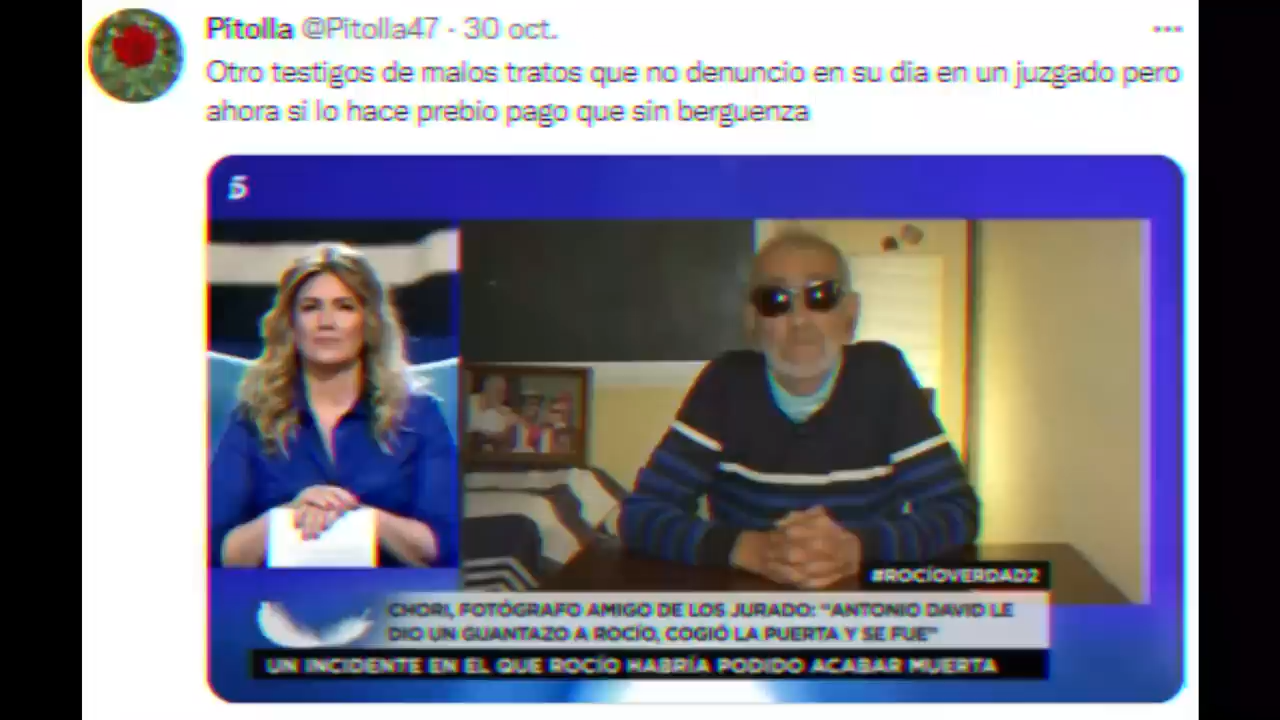 Pitolla @Pitolla47 · 30 oct.
Otro testigos de malos tratos que no denuncio en su dia en un juzgado pero
ahora si lo hace prebio pago que sin berguenza
5
#ROCÍOVERDAD2
CHORI, FOTÓGRAFO AMIGO DE LOS JURADO: "ANTONIO DAVID LE
DIO UN GUANTAZO A ROCÍO, COGIÓ LA PUERTA Y SE FUE"
UN INCIDENTE EN EL QUE ROCÍO HABRÍA PODIDO ACABAR MUERTA